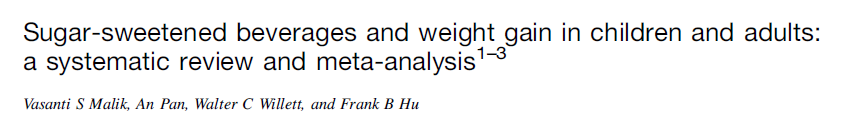 Sugar-sweetened beverages and weight gain in children and adults:
a systematic review and meta-analysis1–3
Vasanti S Malik, An Pan, Walter C Willett, and Frank B Hu